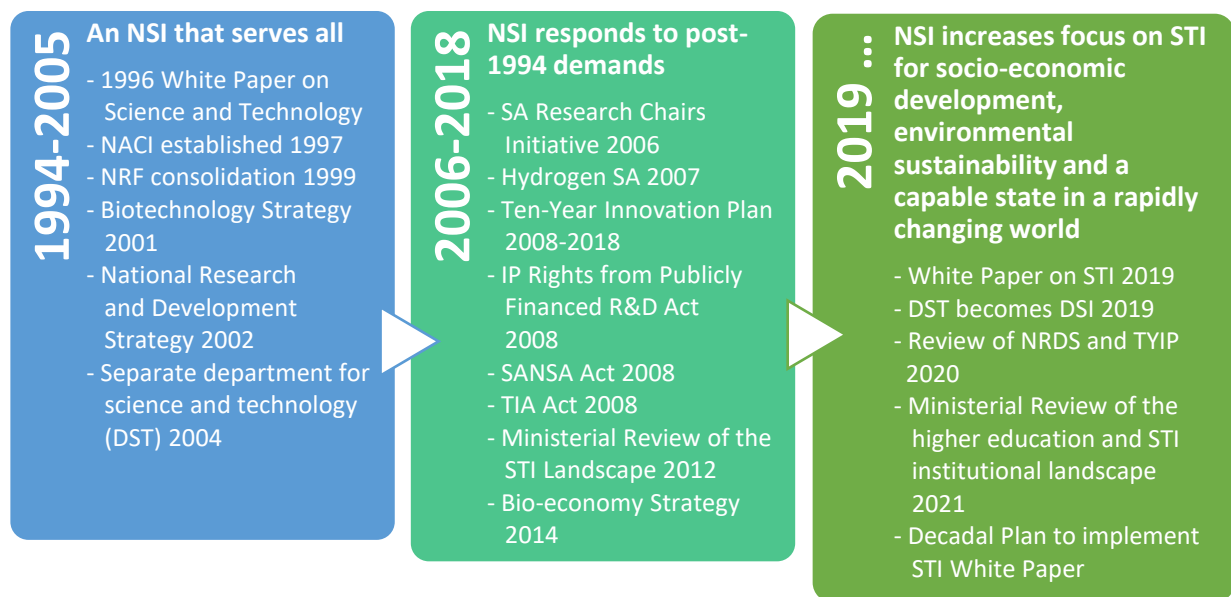 1994-2005
An NSI that serves all
- 1996 White Paper on
Science and Technology
- NACI established 1997
- NRF consolidation 1999
- Biotechnology Strategy
2001
- National Research
and Development
Strategy 2002
- Separate department for
science and technology
(DST) 2004
2006-2018
NSI responds to post-
1994 demands
- SA Research Chairs
Initiative 2006
- Hydrogen SA 2007
- Ten-Year Innovation Plan
2008-2018
- IP Rights from Publicly
Financed R&D Act
2008
- SANSA Act 2008
- TIA Act 2008
- Ministerial Review of the
STI Landscape 2012
- Bio-economy Strategy
2014
2019 ..
NSI increases focus on STI
for socio-economic
development,
environmental
sustainability and a
capable state in a rapidly
changing world
- White Paper on STI 2019
- DST becomes DSI 2019
- Review of NRDS and TYIP
2020
- Ministerial Review of the
higher education and STI
institutional landscape
2021
- Decadal Plan to implement
STI White Paper